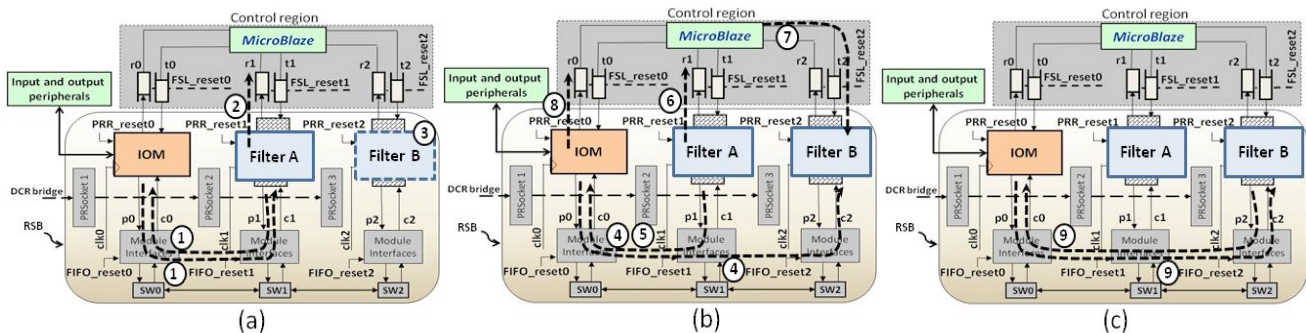 Control region
MicroBlaze
r0
t0
r1
t1
r2
t2
FSL_reset0
FSL_reset1
FSL_reset2
Input and output
peripherals
2
PRR_reset0
PRR_reset1
PRR_reset2
3
IOM
Filter A
Filter B
PRSocket 1
PRSocket 2
PRSocket 3
DCR bridge
RSB
p0
c0
p1
c1
p2
c2
clk0
clk1
clk2
1
Module
Interfaces
Module
Interfaces
Module
Interfaces
1
FIFO_reset0
FIFO_reset1
FIFO_reset2
SW0
SW1
SW2
(a)
Control region
MicroBlaze
7
r0
t0
r1
t1
r2
t2
FSL_reset0
FSL_reset1
FSL_reset2
Input and output
peripherals
8
6
PRR_reset0
PRR_reset1
PRR_reset2
IOM
Filter A
Filter B
PRSocket 1
PRSocket 2
PRSocket 3
DCR bridge
RSB
p0
c0
p1
c1
p2
c2
clk0
clk1
clk2
4
5
Module
Interfaces
Module
Interfaces
Module
Interfaces
4
FIFO_reset0
FIFO_reset1
FIFO_reset2
SW0
SW1
SW2
(b)
Control region
MicroBlaze
r0
t0
r1
t1
r2
t2
FSL_reset0
FSL_reset1
FSL_reset2
Input and output
peripherals
PRR_reset0
PRR_reset1
PRR_reset2
IOM
Filter A
Filter B
PRSocket 1
PRSocket 2
PRSocket 3
DCR bridge
RSB
p0
c0
p1
c1
p2
c2
clk0
clk1
clk2
9
Module
Interfaces
Module
Interfaces
Module
Interfaces
9
FIFO_reset0
FIFO_reset1
FIFO_reset2
SW0
SW1
SW2
(c)